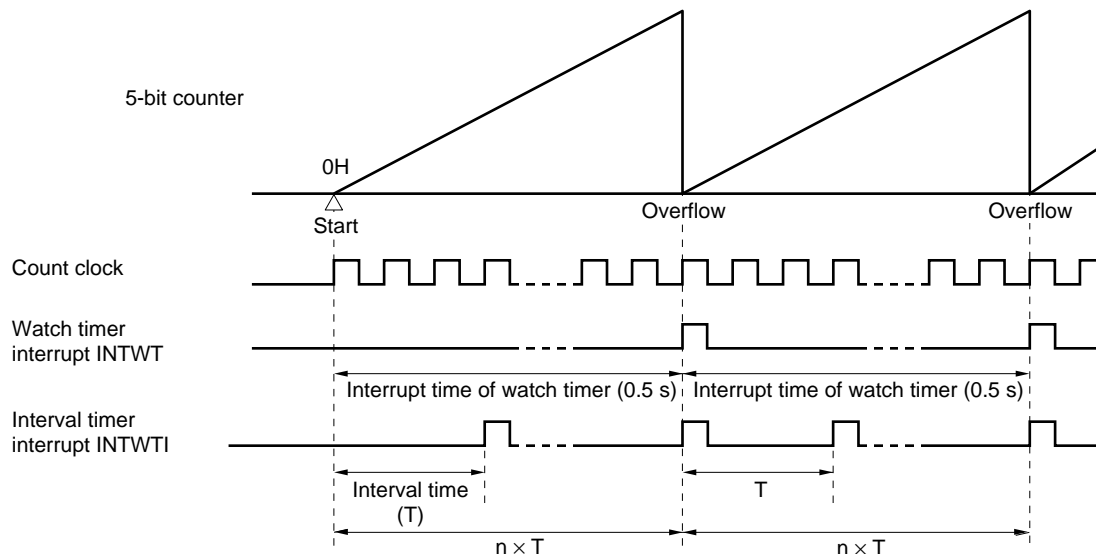 5-bit counter
0H
Start
Overflow
Overflow
Count clock
Watch timer
interrupt INTWT
Interrupt time of watch timer (0.5 s)
Interrupt time of watch timer (0.5 s)
Interval timer
interrupt INTWTI
Interval time
(T)
T
n × T
n × T